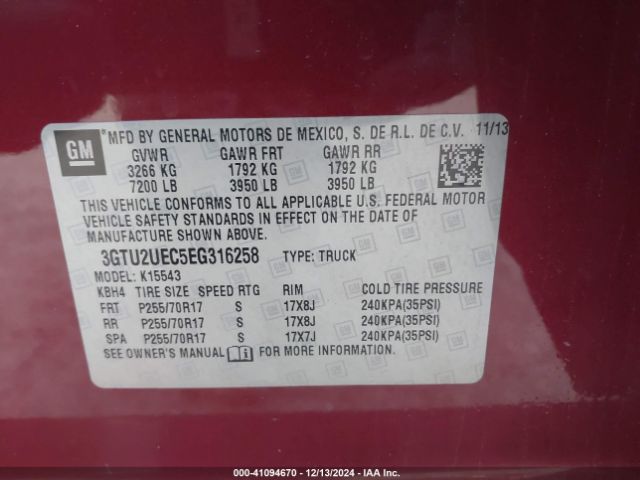 GM
*MFD BY GENERAL MOTORS DE MEXICO, S. DE R.L. DE C.V. 11/13
GVWR GAWR FRT GAWR RR
3266 KG 1792 KG 1792 KG
7200 LB 3950 LB 3950 LB
THIS VEHICLE CONFORMS TO ALL APPLICABLE U.S. FEDERAL MOTOR
VEHICLE SAFETY STANDARDS IN EFFECT ON THE DATE OF
MANUFACTURE SHOWN ABOVE.
3GTU2UEC5EG316258 TYPE: TRUCK
MODEL: K15543
KBH4 TIRE SIZE SPEED RTG RIM COLD TIRE PRESSURE
FRT P255/70R17 S 17X8J 240KPA(35PSI)
RR P255/70R17 S 17X8J 240KPA(35PSI)
SPA P255/70R17 S 17X7J 240KPA(35PSI)
SEE OWNER'S MANUAL FOR MORE INFORMATION.
000-41094670 - 12/13/2024 - IAA Inc.